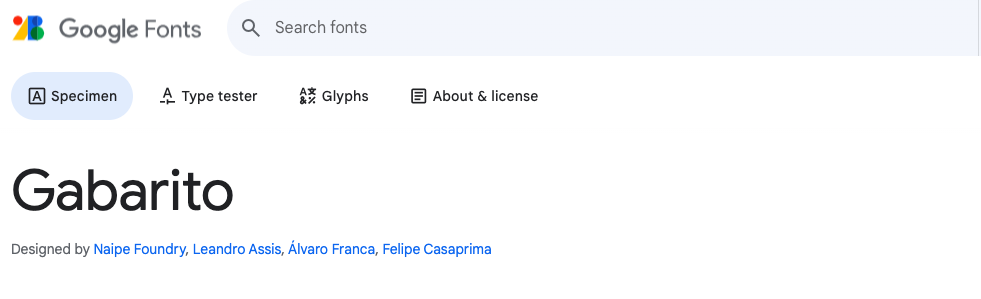 Google Fonts
Search fonts
Specimen
Type tester
Glyphs
About & license
Gabarito
Designed by Naipe Foundry, Leandro Assis, Álvaro Franca, Felipe Casaprima